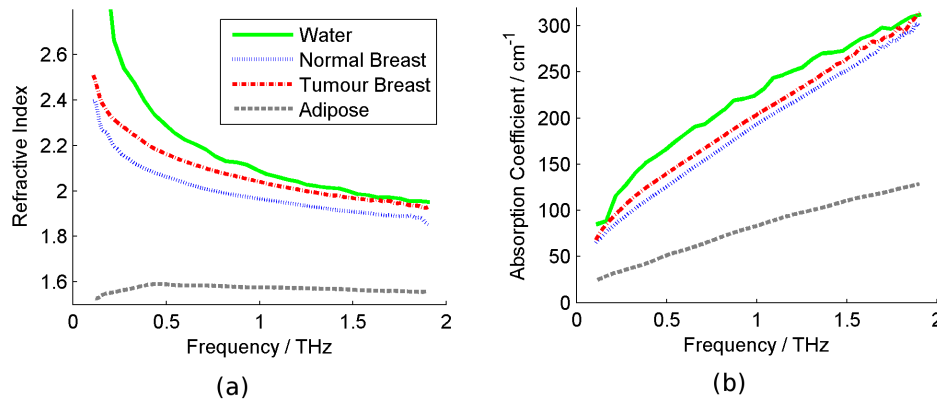 2.6
2.4
2.2
2
1.8
1.6
Refractive Index
Water
Normal Breast
Tumour Breast
Adipose
0
0.5
1
1.5
2
Frequency / THz
(a)
300
250
200
150
100
50
0
Absorption Coefficient / cm⁻¹
0
0.5
1
1.5
2
Frequency / THz
(b)